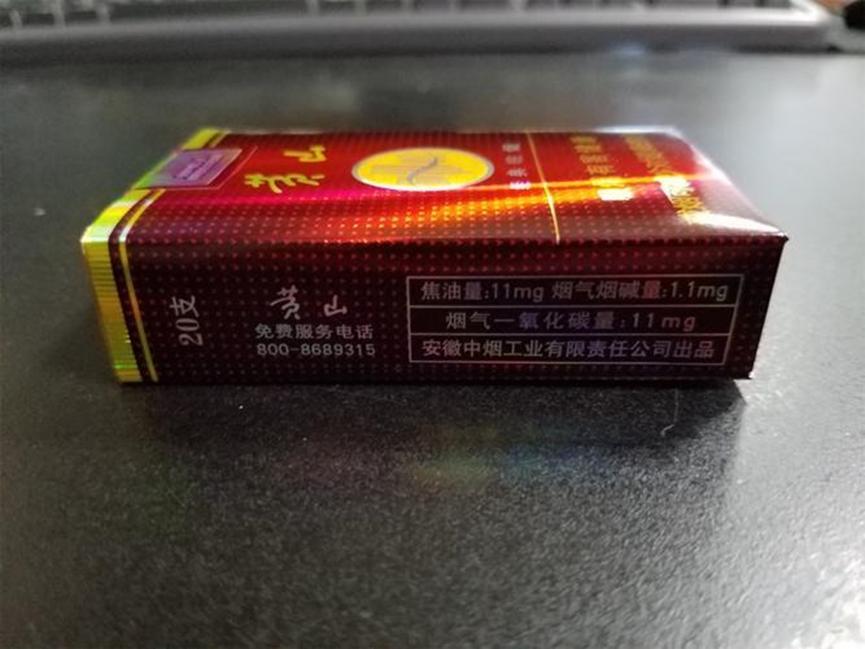 黄山
20支
黄山
免费服务电话
800-8689315
焦油量:11mg 烟气烟碱量:1.1mg
烟气一氧化碳量:11mg
安徽中烟工业有限责任公司出品